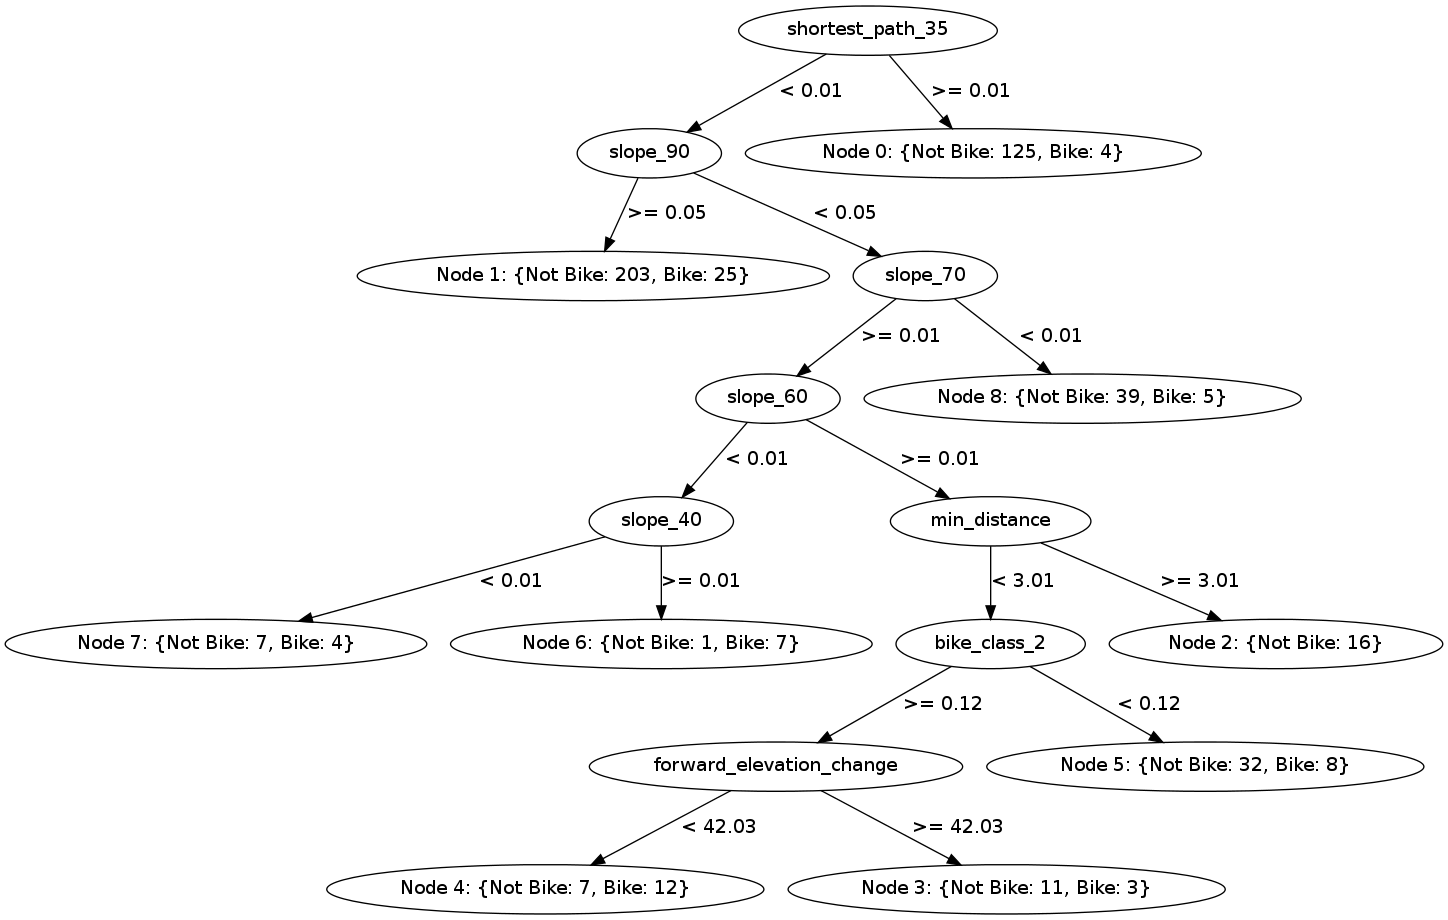 shortest_path_35
< 0.01
>= 0.01
slope_90
Node 0: {Not Bike: 125, Bike: 4}
>= 0.05
< 0.05
Node 1: {Not Bike: 203, Bike: 25}
slope_70
>= 0.01
< 0.01
slope_60
Node 8: {Not Bike: 39, Bike: 5}
< 0.01
>= 0.01
slope_40
min_distance
< 0.01
>= 0.01
< 3.01
>= 3.01
Node 7: {Not Bike: 7, Bike: 4}
Node 6: {Not Bike: 1, Bike: 7}
bike_class_2
Node 2: {Not Bike: 16}
>= 0.12
< 0.12
forward_elevation_change
Node 5: {Not Bike: 32, Bike: 8}
< 42.03
>= 42.03
Node 4: {Not Bike: 7, Bike: 12}
Node 3: {Not Bike: 11, Bike: 3}